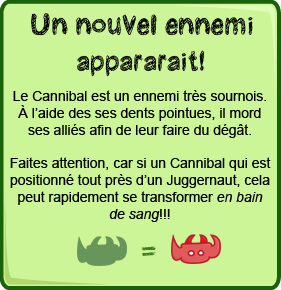 Un nouvel ennemi
appararait!
Le Cannibal est un ennemi très sournois.
À l'aide des ses dents pointues, il mord
ses alliés afin de leur faire du dégât.
Faites attention, car si un Cannibal qui est
positionné tout près d'un Juggernaut, cela
peut rapidement se transformer en bain
de sang!!!
=